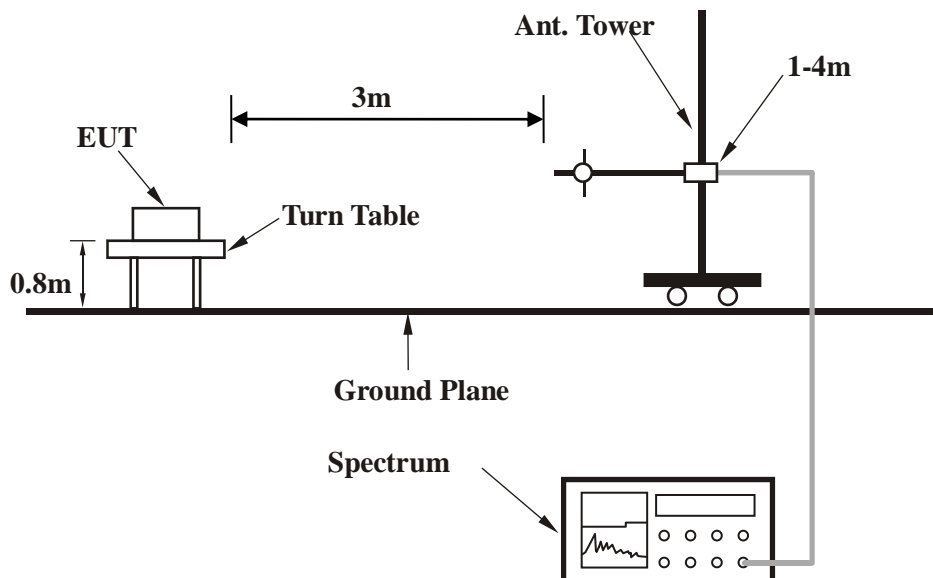 Ant. Tower
1-4m
3m
EUT
Turn Table
0.8m
Ground Plane
Spectrum